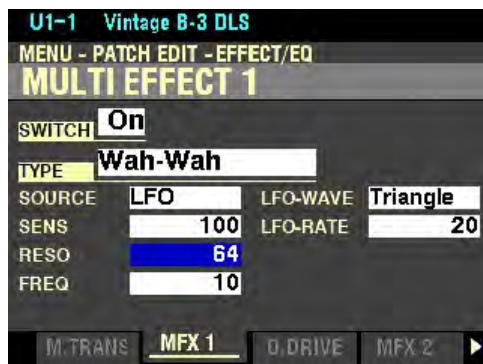 U1-1 Vintage B-3 DLS
MENU - PATCH EDIT - EFFECT/EQ
MULTI EFFECT 1
SWITCH On
TYPE Wah-Wah
SOURCE LFO LFO-WAVE Triangle
SENS 100 LFO-RATE 20
RESO 64
FREQ 10
M.TRANS MFX 1 O.DRIVE MFX 2